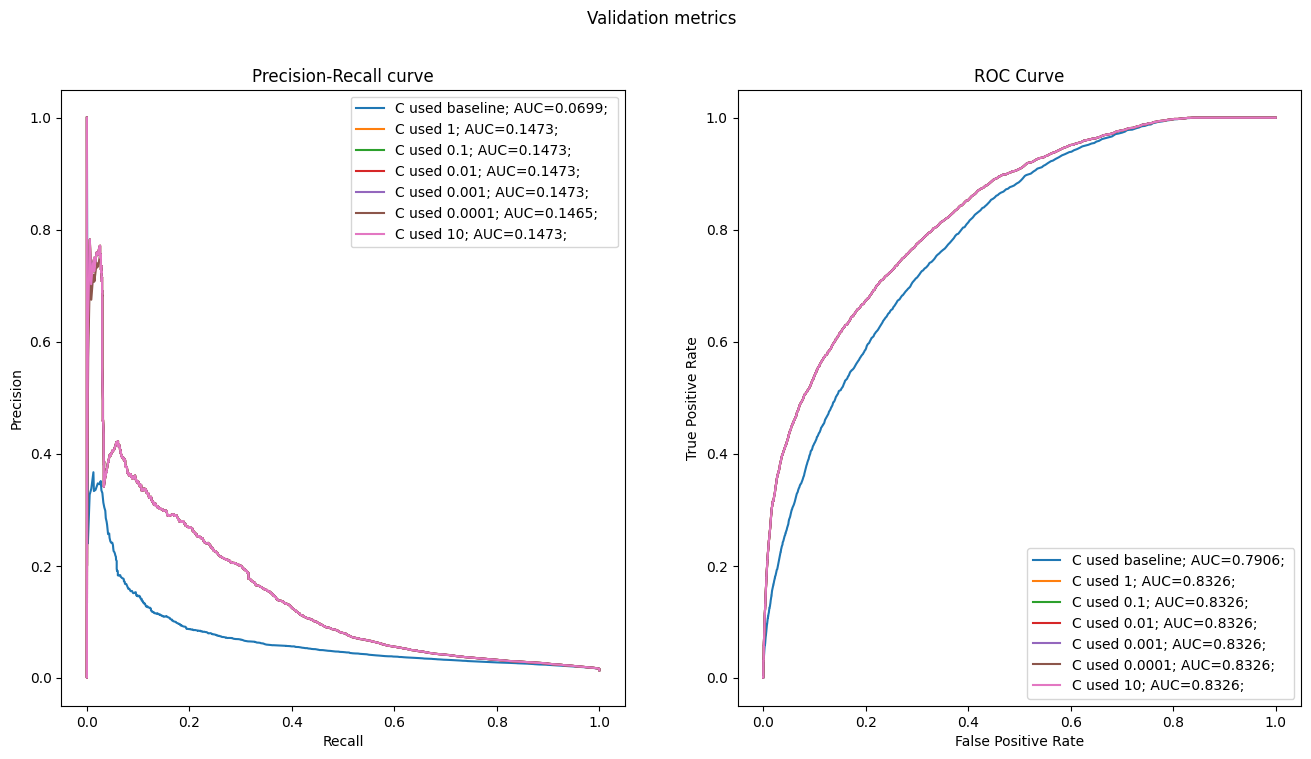 Validation metrics
Precision-Recall curve
C used baseline; AUC=0.0699;
C used 1; AUC=0.1473;
C used 0.1; AUC=0.1473;
C used 0.01; AUC=0.1473;
C used 0.001; AUC=0.1473;
C used 0.0001; AUC=0.1465;
C used 10; AUC=0.1473;
1.0
0.8
0.6
0.4
0.2
0.0
Precision
0.0 0.2 0.4 0.6 0.8 1.0
Recall
ROC Curve
1.0
0.8
0.6
0.4
0.2
0.0
True Positive Rate
C used baseline; AUC=0.7906;
C used 1; AUC=0.8326;
C used 0.1; AUC=0.8326;
C used 0.01; AUC=0.8326;
C used 0.001; AUC=0.8326;
C used 0.0001; AUC=0.8326;
C used 10; AUC=0.8326;
0.0 0.2 0.4 0.6 0.8 1.0
False Positive Rate